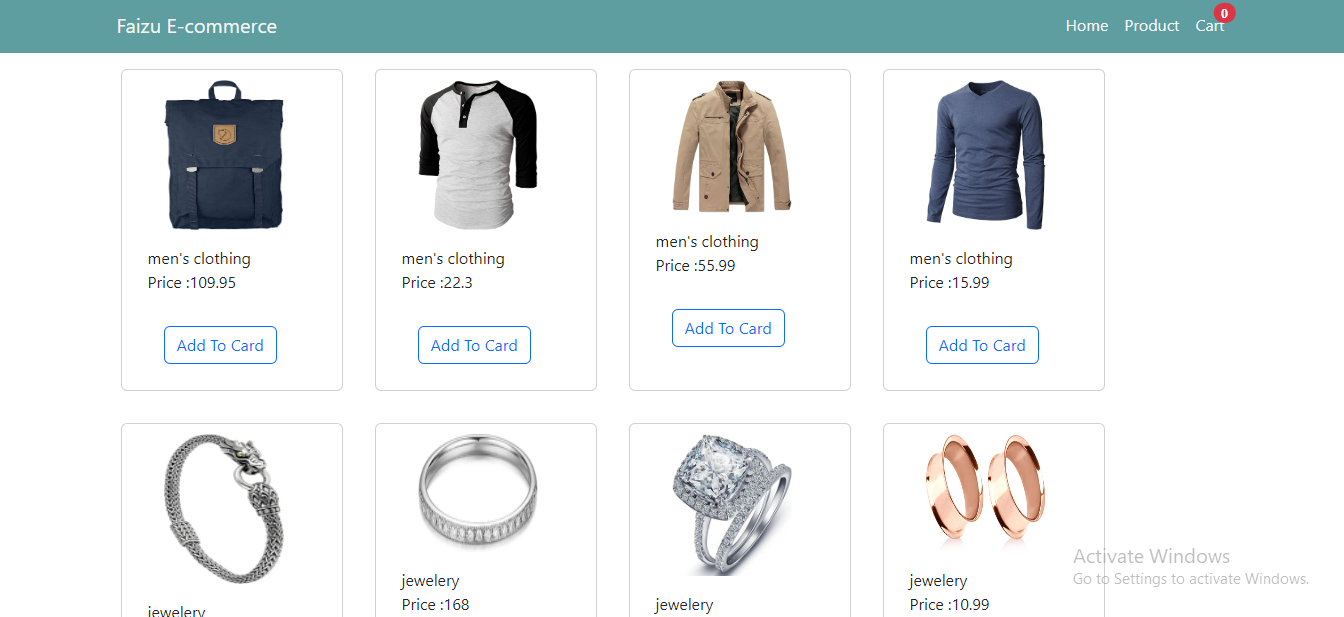 Faizu E-commerce
Home Product Cart 0
men's clothing
Price :109.95
Add To Card
men's clothing
Price :22.3
Add To Card
men's clothing
Price :55.99
Add To Card
men's clothing
Price :15.99
Add To Card
jewelery
jewelery
Price :168
jewelery
jewelery
Price :10.99
Activate Windows
Go to Settings to activate Windows.